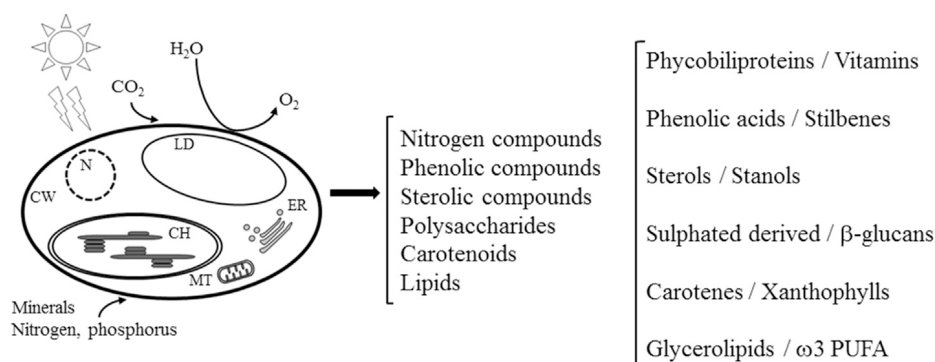 H₂O
CO₂
O₂
LD
N
CW
ER
CH
MT
Minerals
Nitrogen, phosphorus
Nitrogen compounds
Phenolic compounds
Sterolic compounds
Polysaccharides
Carotenoids
Lipids
Phycobiliproteins / Vitamins
Phenolic acids / Stilbenes
Sterols / Stanols
Sulphated derived / β-glucans
Carotenes / Xanthophylls
Glycerolipids / ω3 PUFA